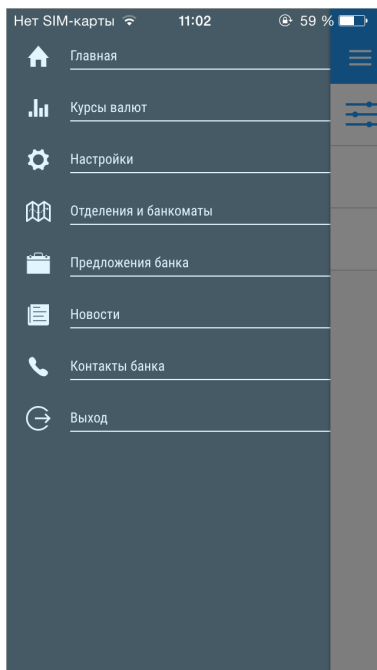 Нет SIM-карты 11:02 59 %
Главная
Курсы валют
Настройки
Отделения и банкоматы
Предложения банка
Новости
Контакты банка
Выход